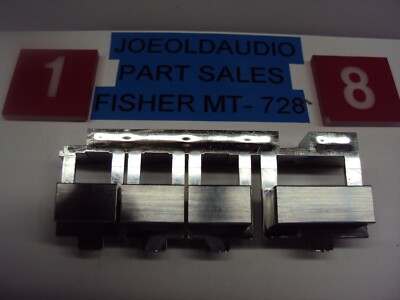 JOEOLDAUDIO
PART SALES
FISHER MT- 728
1
8